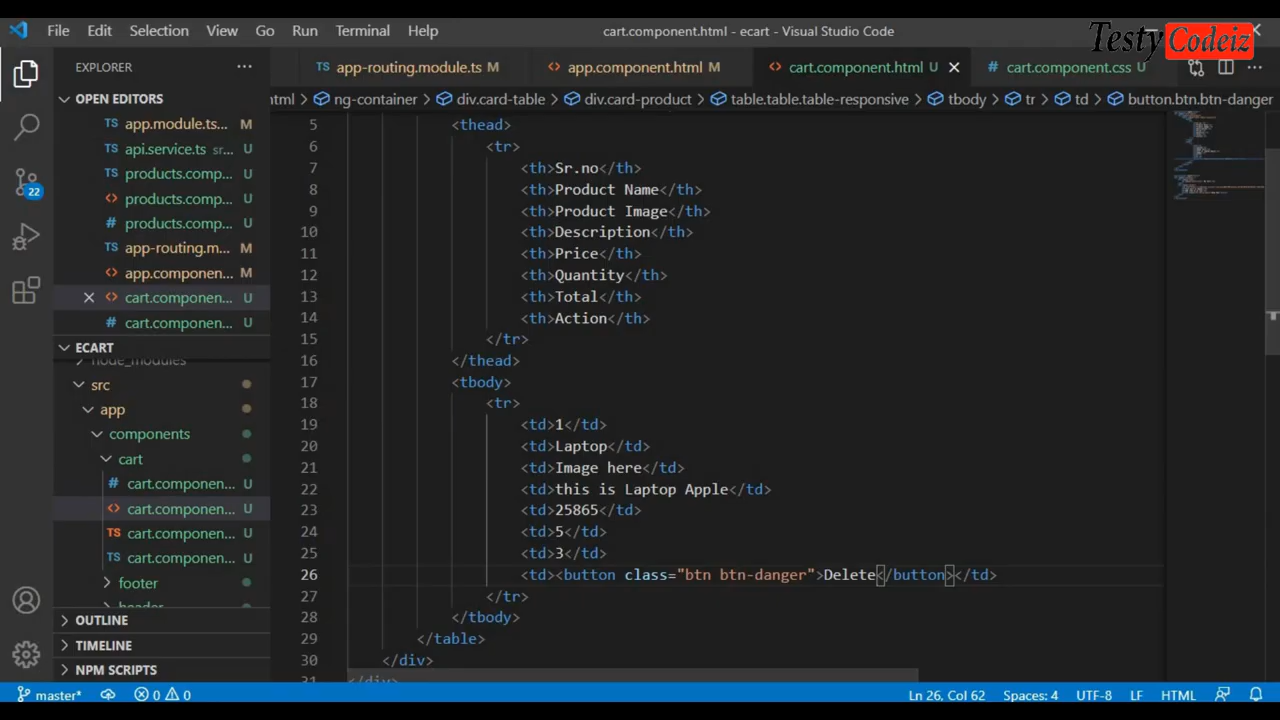 File Edit Selection View Go Run Terminal Help
cart.component.html - ecart - Visual Studio Code
Testy Codeiz
EXPLORER
TS app-routing.module.ts M
<> app.component.html M
<> cart.component.html U
# cart.component.css U
OPEN EDITORS
TS app.module.ts... M
TS api.service.ts sr... U
TS products.comp... U
<> products.comp... U
# products.comp... U
TS app-routing.m... M
<> app.componen... M
<> cart.componen... U
# cart.componen... U
ECART
node_modules
src
app
components
cart
# cart.componen... U
<> cart.componen... U
TS cart.componen... U
TS cart.componen... U
footer
header
OUTLINE
TIMELINE
NPM SCRIPTS
22
html > ng-container > div.card-table > div.card-product > table.table.table-responsive > tbody > tr > td > button.btn.btn-danger
5 <thead>
6 <tr>
7 <th>Sr.no</th>
8 <th>Product Name</th>
9 <th>Product Image</th>
10 <th>Description</th>
11 <th>Price</th>
12 <th>Quantity</th>
13 <th>Total</th>
14 <th>Action</th>
15 </tr>
16 </thead>
17 <tbody>
18 <tr>
19 <td>1</td>
20 <td>Laptop</td>
21 <td>Image here</td>
22 <td>this is Laptop Apple</td>
23 <td>25865</td>
24 <td>5</td>
25 <td>3</td>
26 <td><button class="btn btn-danger">Delete</button></td>
27 </tr>
28 </tbody>
29 </table>
30 </div>
31 </div>
master* 0 0
Ln 26, Col 62 Spaces: 4 UTF-8 LF HTML